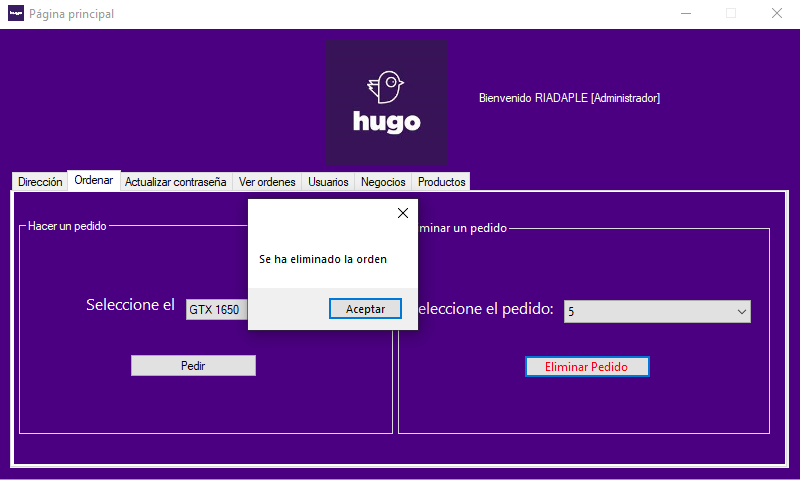 hugo
Página principal
hugo
Bienvenido RIADAPLE [Administrador]
Dirección
Ordenar
Actualizar contraseña
Ver ordenes
Usuarios
Negocios
Productos
Hacer un pedido
Seleccione el
GTX 1650
Pedir
Se ha eliminado la orden
Aceptar
minar un pedido
eleccione el pedido:
5
Eliminar Pedido